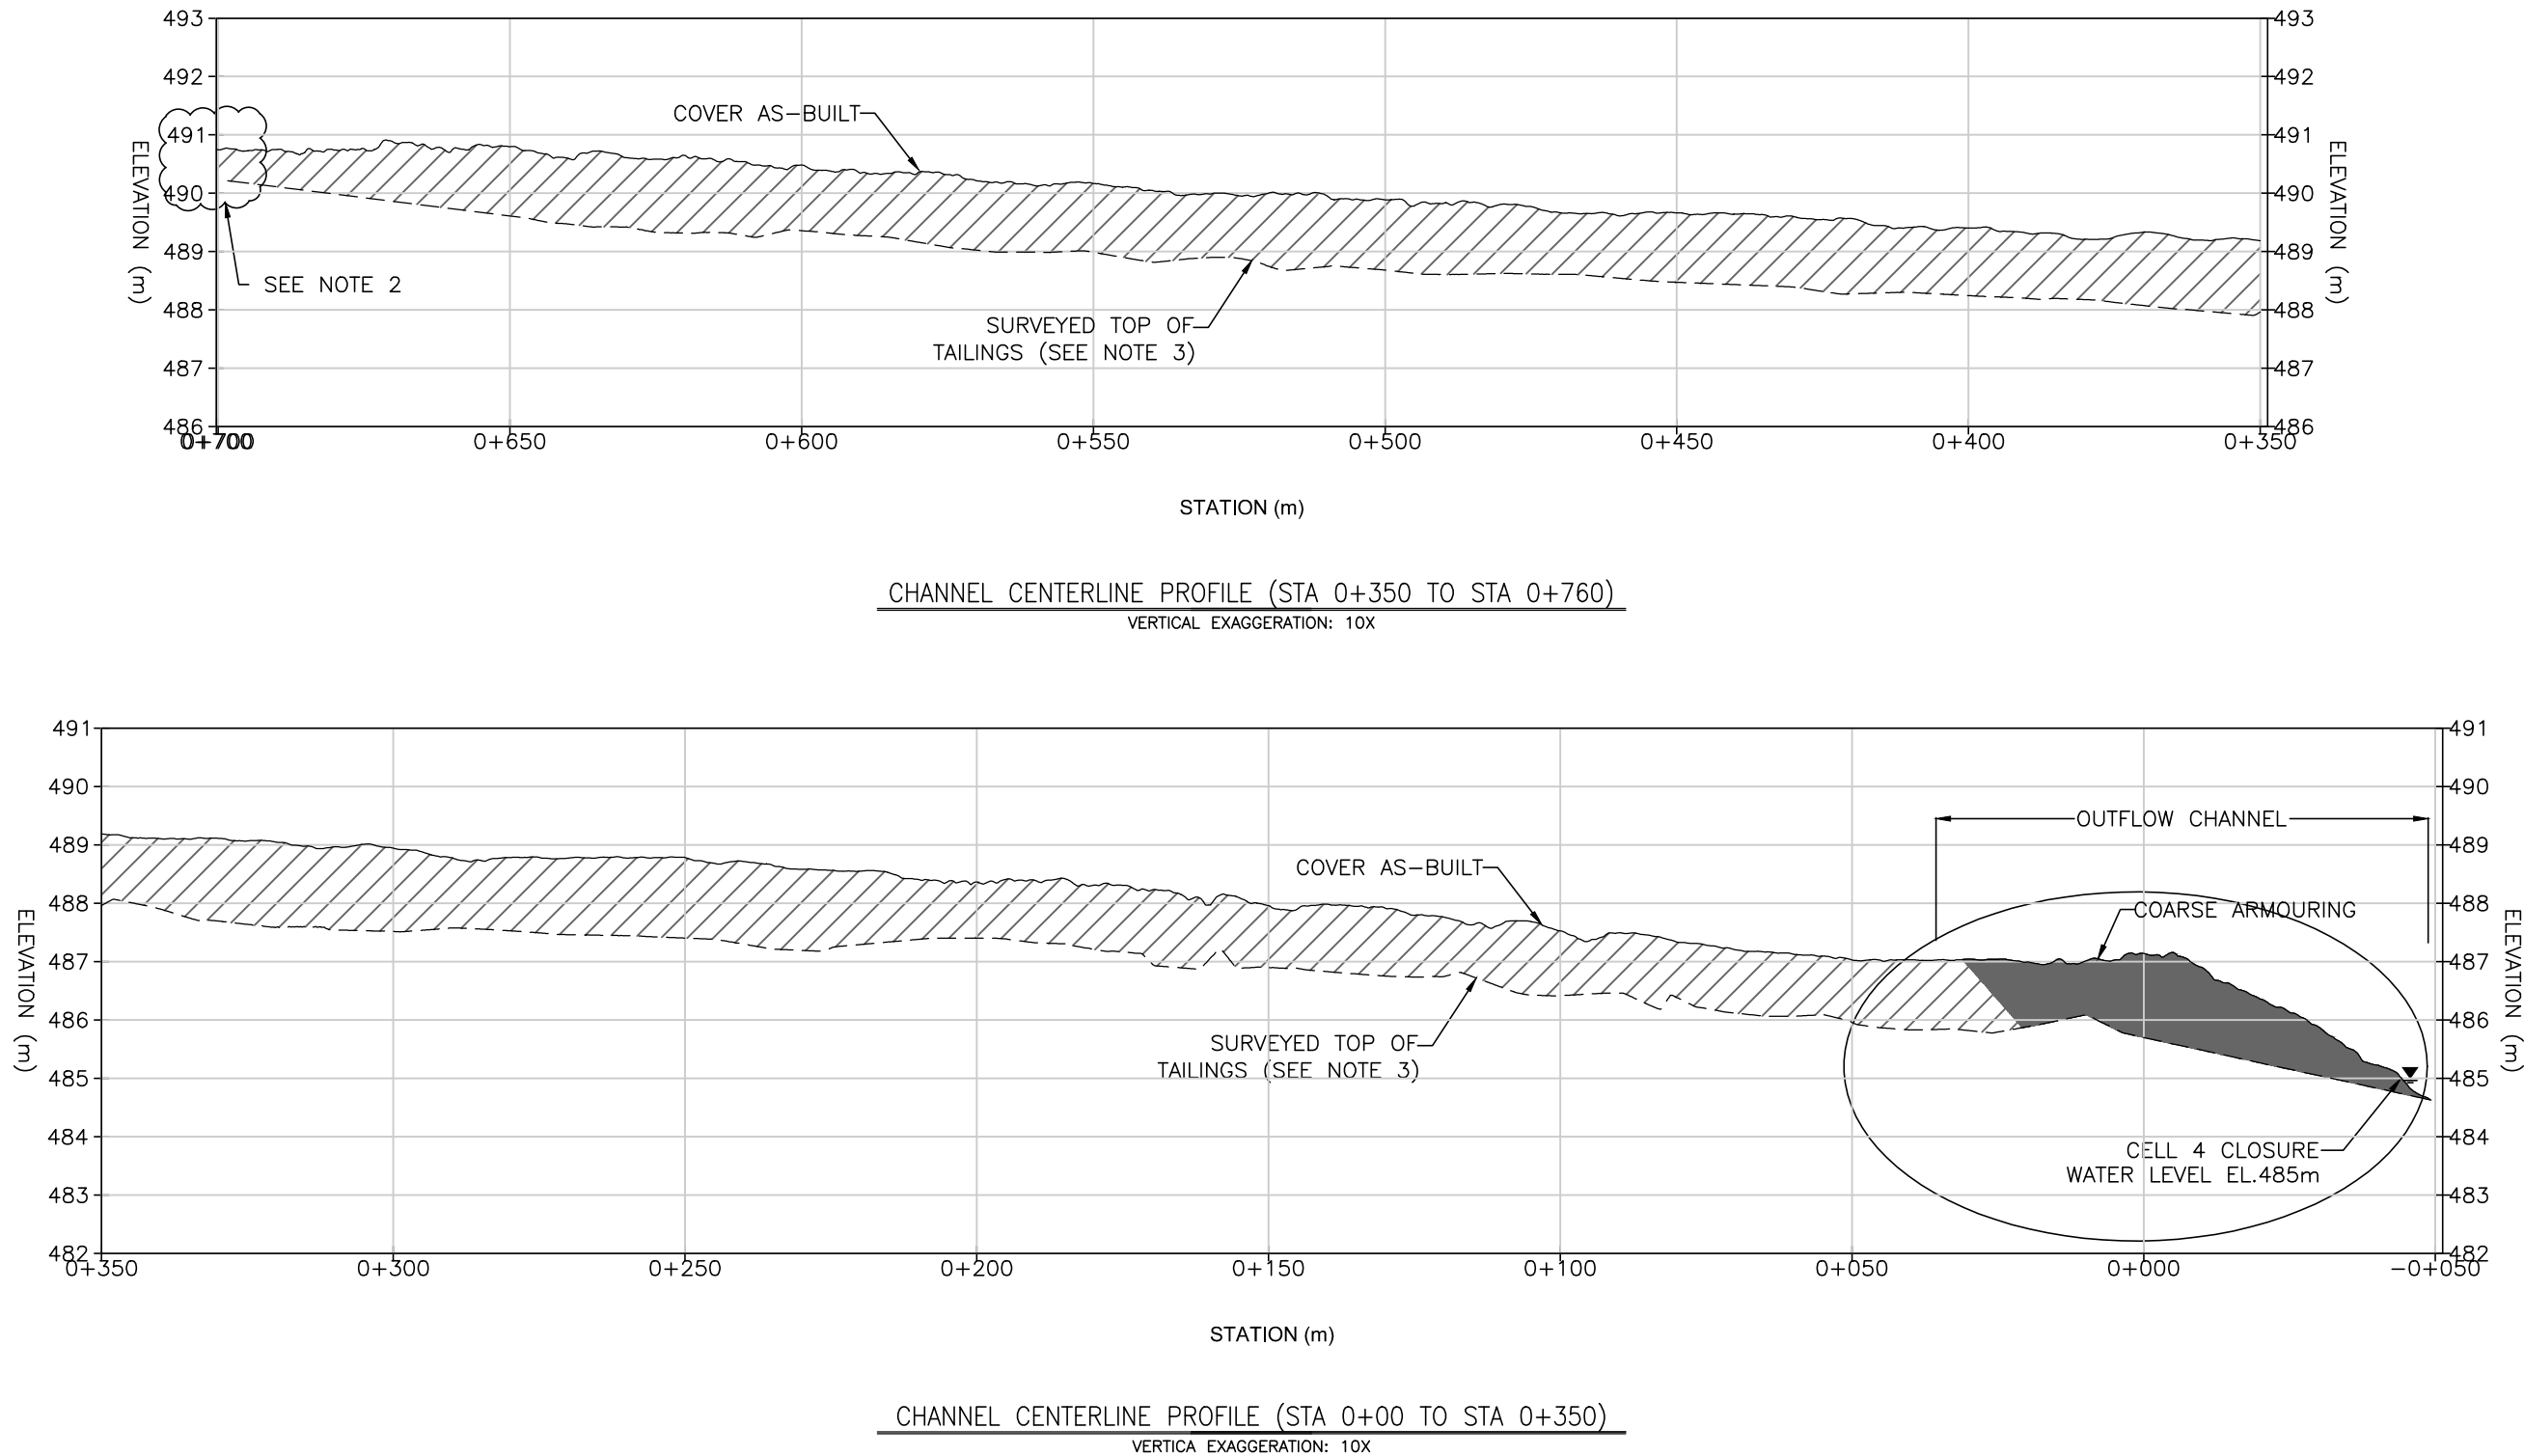 493
493
492
492
COVER AS-BUILT
491
491
ELEVATION (m)
ELEVATION (m)
490
490
489
489
SEE NOTE 2
488
488
SURVEYED TOP OF
TAILINGS (SEE NOTE 3)
487
487
486
486
0+700 0+650 0+600 0+550 0+500 0+450 0+400 0+350
STATION (m)
CHANNEL CENTERLINE PROFILE (STA 0+350 TO STA 0+760)
VERTICAL EXAGGERATION: 10X
491
491
490
490
OUTFLOW CHANNEL
489
489
COVER AS-BUILT
488
488
COARSE ARMOURING
ELEVATION (m)
ELEVATION (m)
487
487
486
486
SURVEYED TOP OF
TAILINGS (SEE NOTE 3)
485
485
484
484
CELL 4 CLOSURE
WATER LEVEL EL.485m
483
483
482
482
0+350 0+300 0+250 0+200 0+150 0+100 0+050 0+000 -0+050
STATION (m)
CHANNEL CENTERLINE PROFILE (STA 0+00 TO STA 0+350)
VERTICA EXAGGERATION: 10X